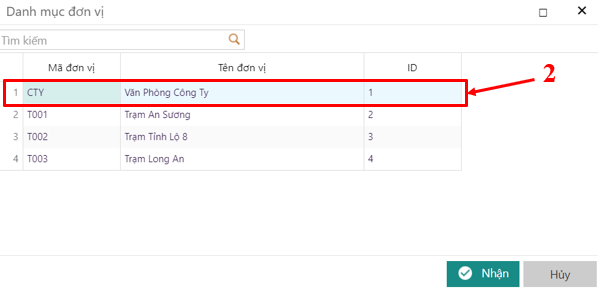 Danh mục đơn vị
Tìm kiếm
Mã đơn vị Tên đơn vị ID
1 CTY Văn Phòng Công Ty 1
2
2 T001 Trạm An Sương 2
3 T002 Trạm Tỉnh Lộ 8 3
4 T003 Trạm Long An 4
Nhận Hủy